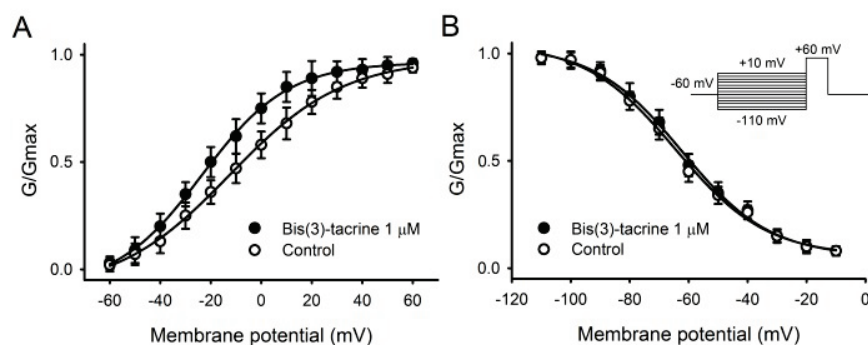 A
G/Gmax
1.0
0.5
0.0
Bis(3)-tacrine 1 μM
Control
-60 -40 -20 0 20 40 60
Membrane potential (mV)
B
G/Gmax
1.0
0.5
0.0
+60 mV
+10 mV
-60 mV
-110 mV
Bis(3)-tacrine 1 μM
Control
-120 -100 -80 -60 -40 -20 0
Membrane potential (mV)